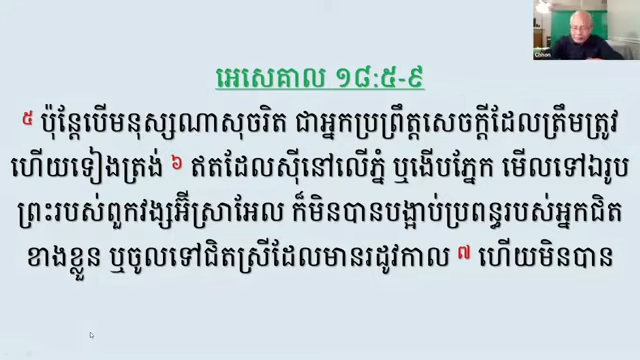 អេសេគាល ១៨:៥-៩
៥ ប៉ុន្តែបើមនុស្សណាសុចរិត ជាអ្នកប្រព្រឹត្តសេចក្តីដែលត្រឹមត្រូវ
ហើយទៀងត្រង់ ៦ ឥតដែលស៊ីនៅលើភ្នំ ឬងើបភ្នែក មើលទៅឯរូប
ព្រះរបស់ពួកវង្សអ៊ីស្រាអែល ក៏មិនបានបង្អាប់ប្រពន្ធរបស់អ្នកជិត
ខាងខ្លួន ឬចូលទៅជិតស្រីដែលមានរដូវកាល ៧ ហើយមិនបាន
Chhon